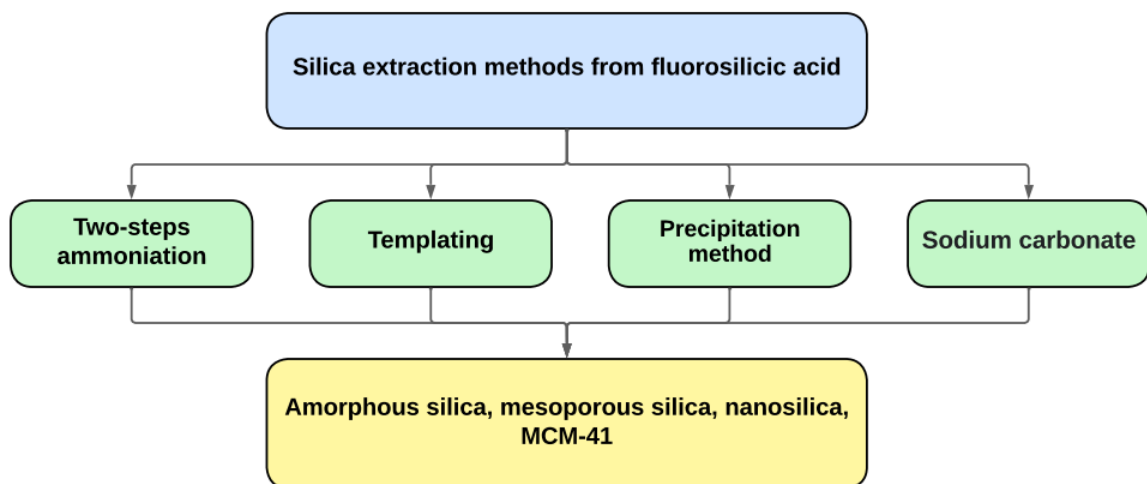 Silica extraction methods from fluorosilicic acid
Two-steps
ammoniation
Templating
Precipitation
method
Sodium carbonate
Amorphous silica, mesoporous silica, nanosilica,
MCM-41